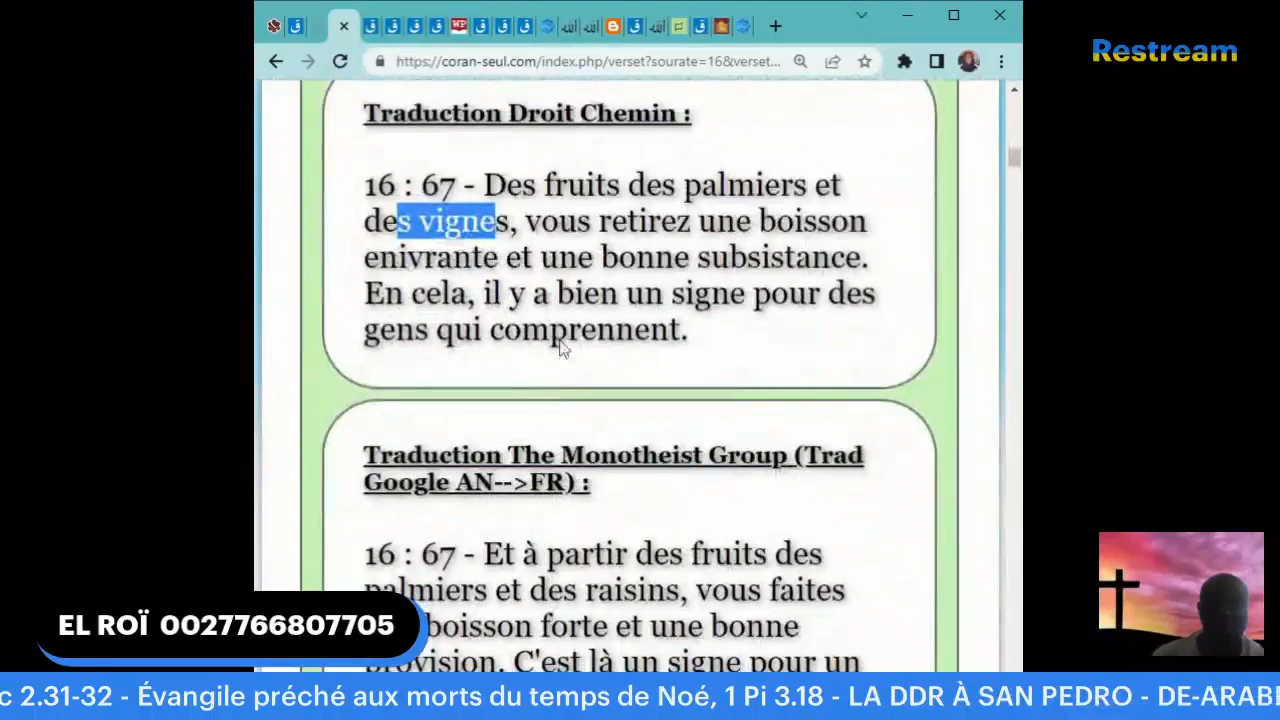 https://coran-seul.com/index.php/verset?sourate=16&verset...
Restream
Traduction Droit Chemin :
16 : 67 - Des fruits des palmiers et
des vignes, vous retirez une boisson
enivrante et une bonne subsistance.
En cela, il y a bien un signe pour des
gens qui comprennent.
Traduction The Monotheist Group (Trad
Google AN-->FR) :
16 : 67 - Et à partir des fruits des
palmiers et des raisins, vous faites
boisson forte et une bonne
provision. C'est là un signe pour un
EL ROÏ 0027766807705
c 2.31-32 - Évangile préché aux morts du temps de Noé, 1 Pi 3.18 - LA DDR À SAN PEDRO - DE-ARABI